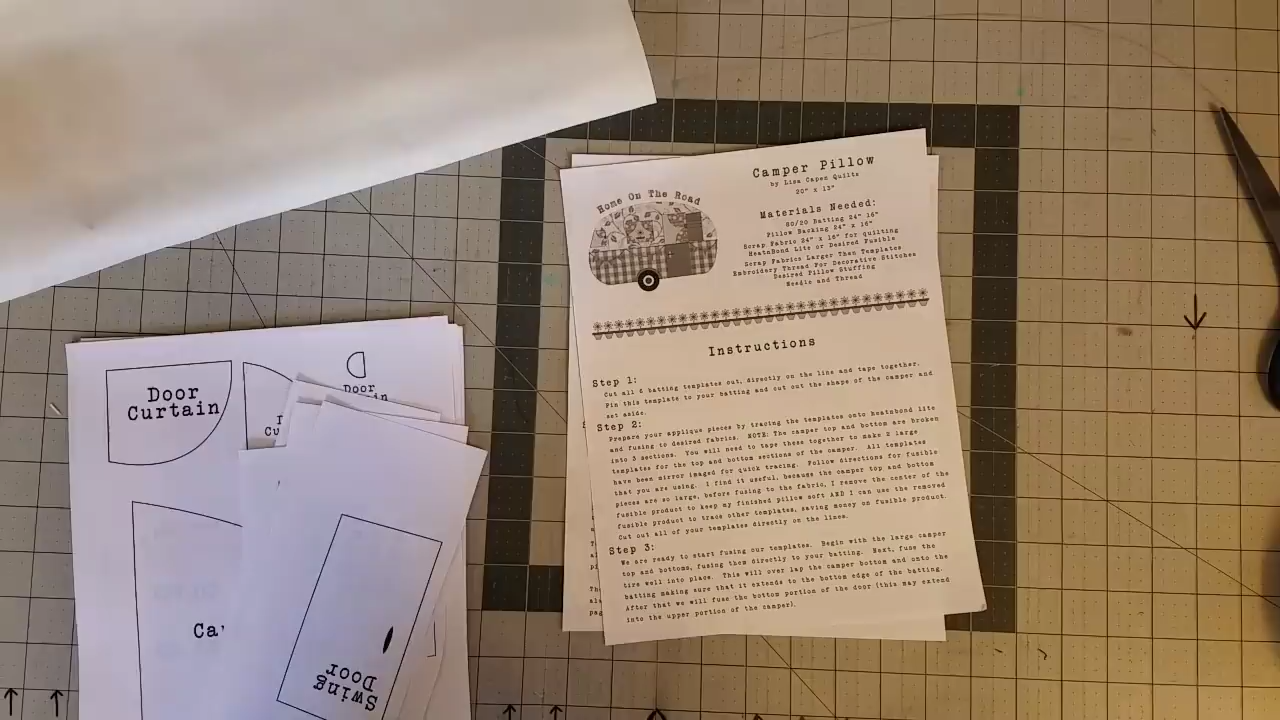 Camper Pillow
by Lisa Capen Quilts
20" x 13"
Home On The Road
Materials Needed:
80/20 Batting 24" 16"
Pillow Backing 24" x 16"
Scrap Fabric 24" x 16" for quilting
HeatnBond Lite or Desired Fusible
Scrap Fabrics Larger Than Templates
Embroidery Thread For Decorative Stitches
Desired Pillow Stuffing
Needle and Thread
Instructions
Step 1:
Cut all 6 batting templates out, directly on the line and tape together.
Pin this template to your batting and cut out the shape of the camper and
set aside.
Step 2:
Prepare your applique pieces by tracing the templates onto heatnbond lite
and fusing to desired fabrics. NOTE: The camper top and bottom are broken
into 3 sections. You will need to tape these together to make 2 large
templates for the top and bottom sections of the camper. All templates
have been mirror imaged for quick tracing. Follow directions for fusible
that you are using. I find it useful, because the camper top and bottom
pieces are so large, before fusing to the fabric, I remove the center of the
fusible product to keep my finished pillow soft AND I can use the removed
fusible product to trace other templates, saving money on fusible product.
Cut out all of your templates directly on the lines.
Step 3:
We are ready to start fusing our templates. Begin with the large camper
top and bottoms, fusing them directly to your batting. Next, fuse the
tire well into place. This will over lap the camper bottom and onto the
batting making sure that it extends to the bottom edge of the batting.
After that we will fuse the bottom portion of the door (this may extend
into the upper portion of the camper).
Door
Curtain
Door
Swing
Door